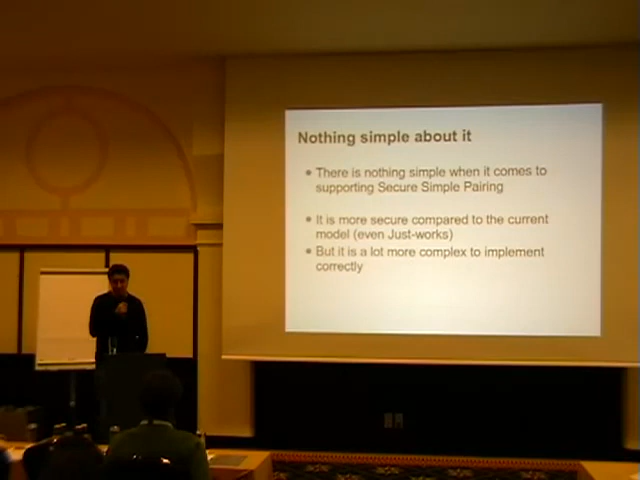 Nothing simple about it
There is nothing simple when it comes to
supporting Secure Simple Pairing
It is more secure compared to the current
model (even Just-works)
But it is a lot more complex to implement
correctly